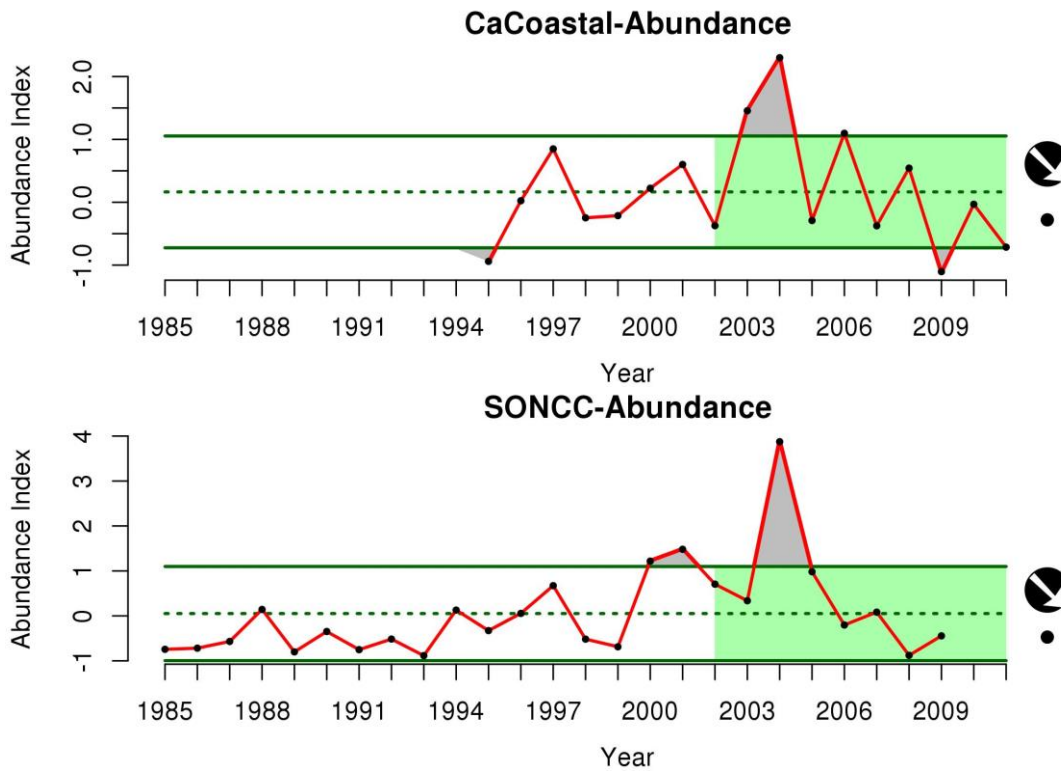 CaCoastal-Abundance
Abundance Index
2.0
1.0
0.0
-1.0
1985 1988 1991 1994 1997 2000 2003 2006 2009
Year
SONCC-Abundance
Abundance Index
4
3
2
1
0
-1
1985 1988 1991 1994 1997 2000 2003 2006 2009
Year